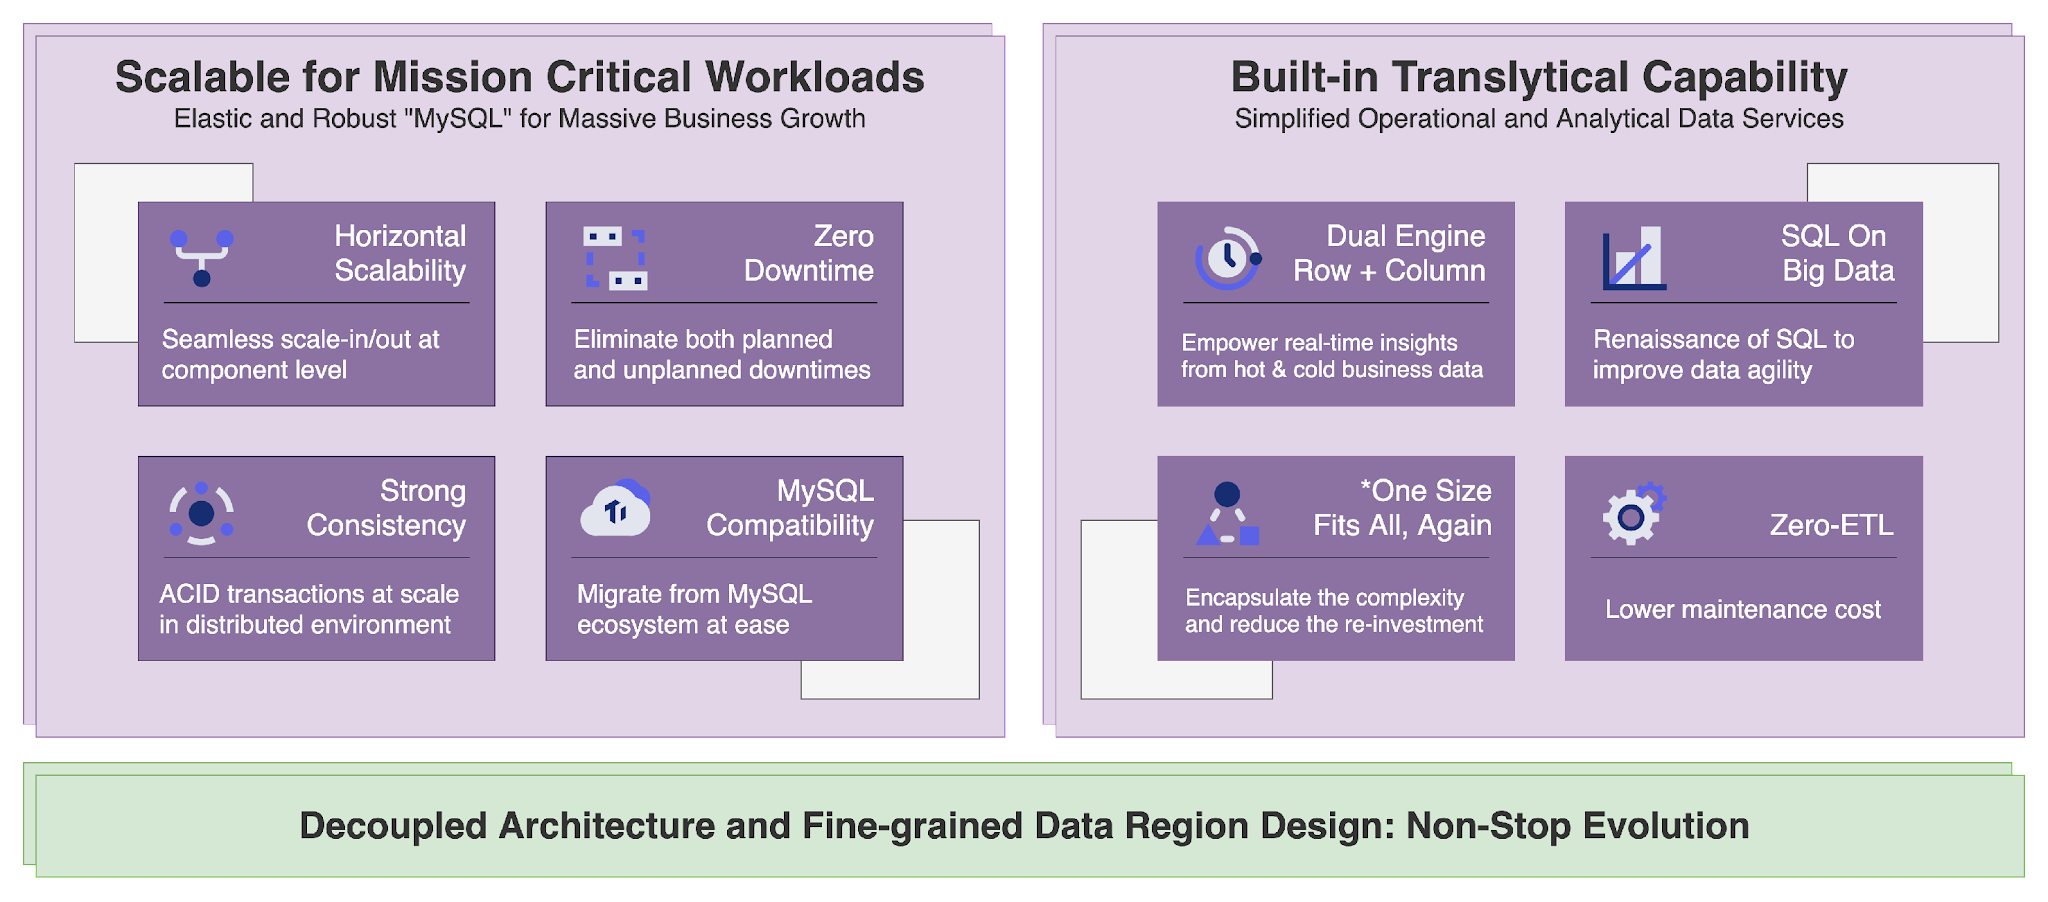 Scalable for Mission Critical Workloads
Elastic and Robust "MySQL" for Massive Business Growth
Horizontal
Scalability
Seamless scale-in/out at
component level
Zero
Downtime
Eliminate both planned
and unplanned downtimes
Strong
Consistency
ACID transactions at scale
in distributed environment
MySQL
Compatibility
Migrate from MySQL
ecosystem at ease
Built-in Translytical Capability
Simplified Operational and Analytical Data Services
Dual Engine
Row + Column
Empower real-time insights
from hot & cold business data
SQL On
Big Data
Renaissance of SQL to
improve data agility
*One Size
Fits All, Again
Encapsulate the complexity
and reduce the re-investment
Zero-ETL
Lower maintenance cost
Decoupled Architecture and Fine-grained Data Region Design: Non-Stop Evolution